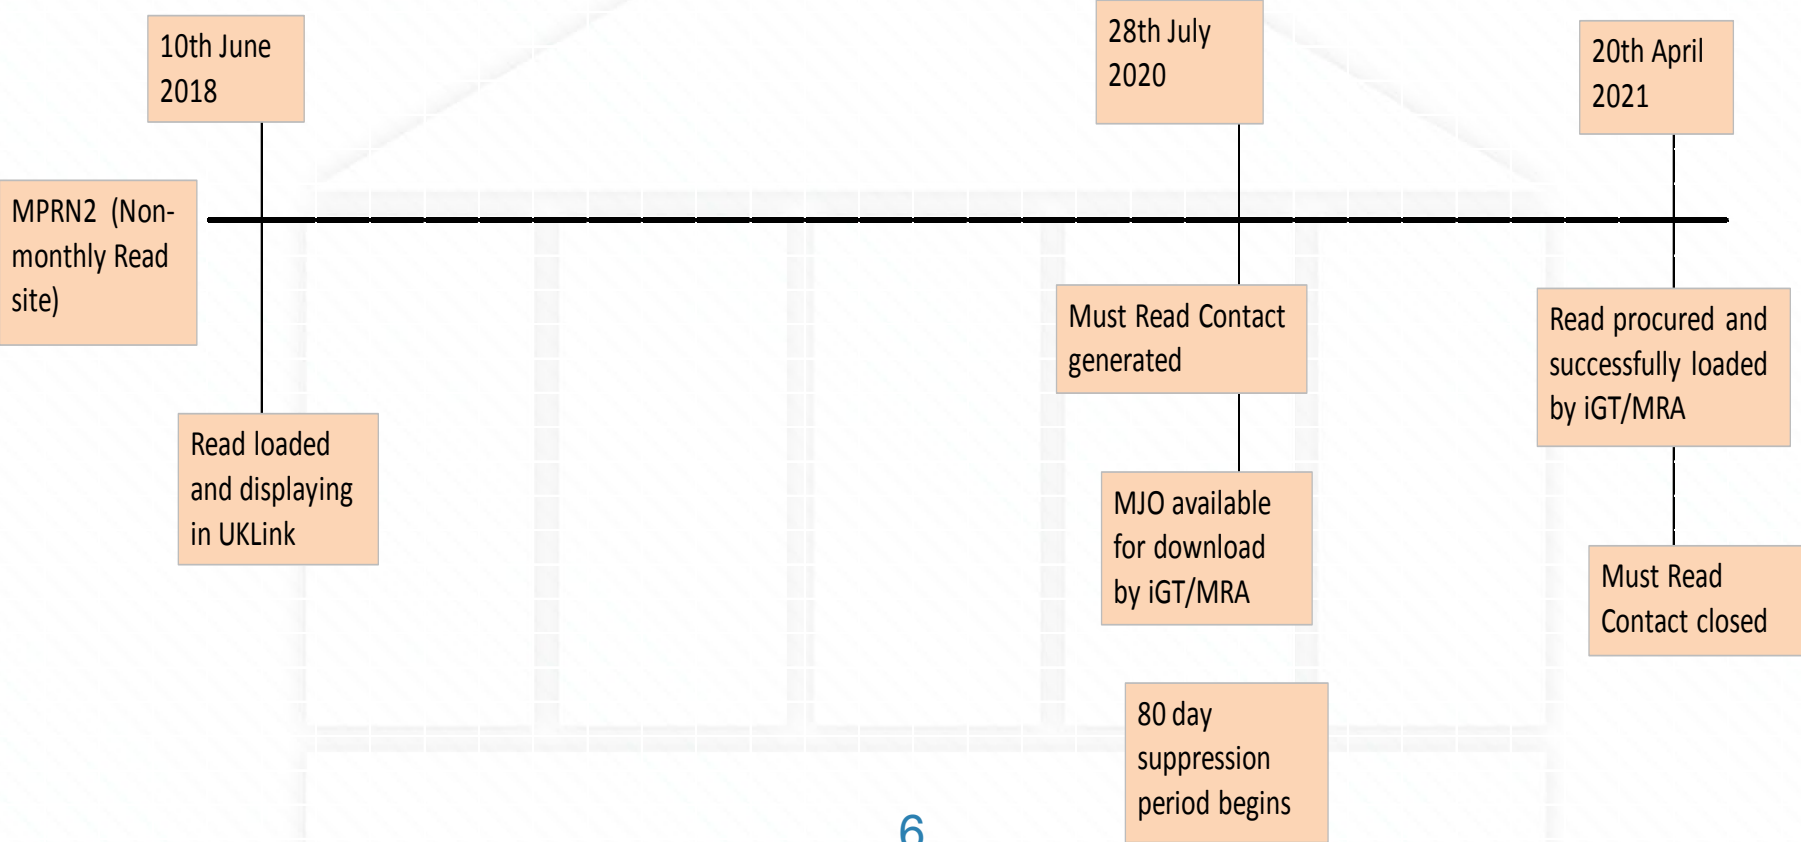 10th June
2018
28th July
2020
20th April
2021
MPRN2 (Non-
monthly Read
site)
Must Read Contact
generated
Read procured and
successfully loaded
by iGT/MRA
Read loaded
and displaying
in UKLink
MJO available
for download
by iGT/MRA
Must Read
Contact closed
80 day
suppression
period begins
6